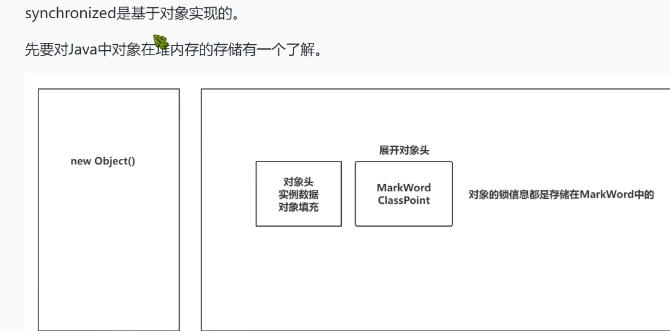 synchronized是基于对象实现的。
先要对Java中对象在堆内存的存储有一个了解。
展开对象头
new Object()
对象头
实例数据
对象填充
MarkWord
ClassPoint
对象的锁信息都是存储在MarkWord中的